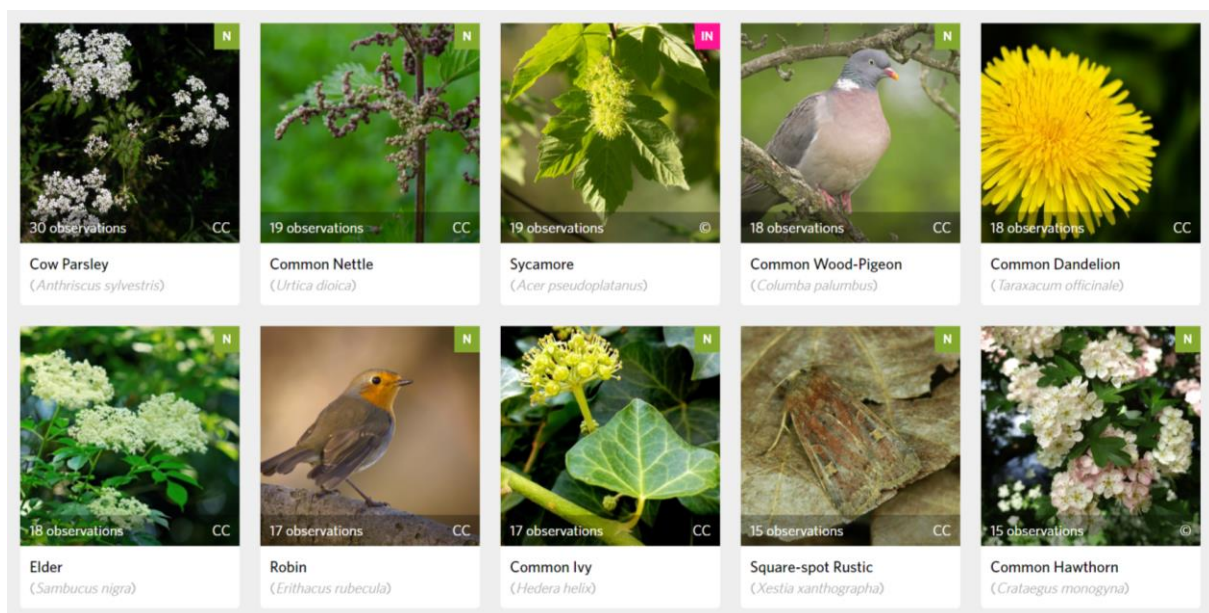 N
30 observations CC
Cow Parsley
(Anthriscus sylvestris)
N
19 observations CC
Common Nettle
(Urtica dioica)
IN
19 observations ©
Sycamore
(Acer pseudoplatanus)
N
18 observations CC
Common Wood-Pigeon
(Columba palumbus)
18 observations CC
Common Dandelion
(Taraxacum officinale)
N
18 observations CC
Elder
(Sambucus nigra)
N
17 observations CC
Robin
(Erithacus rubecula)
N
17 observations CC
Common Ivy
(Hedera helix)
N
15 observations CC
Square-spot Rustic
(Xestia xanthographa)
N
15 observations ©
Common Hawthorn
(Crataegus monogyna)